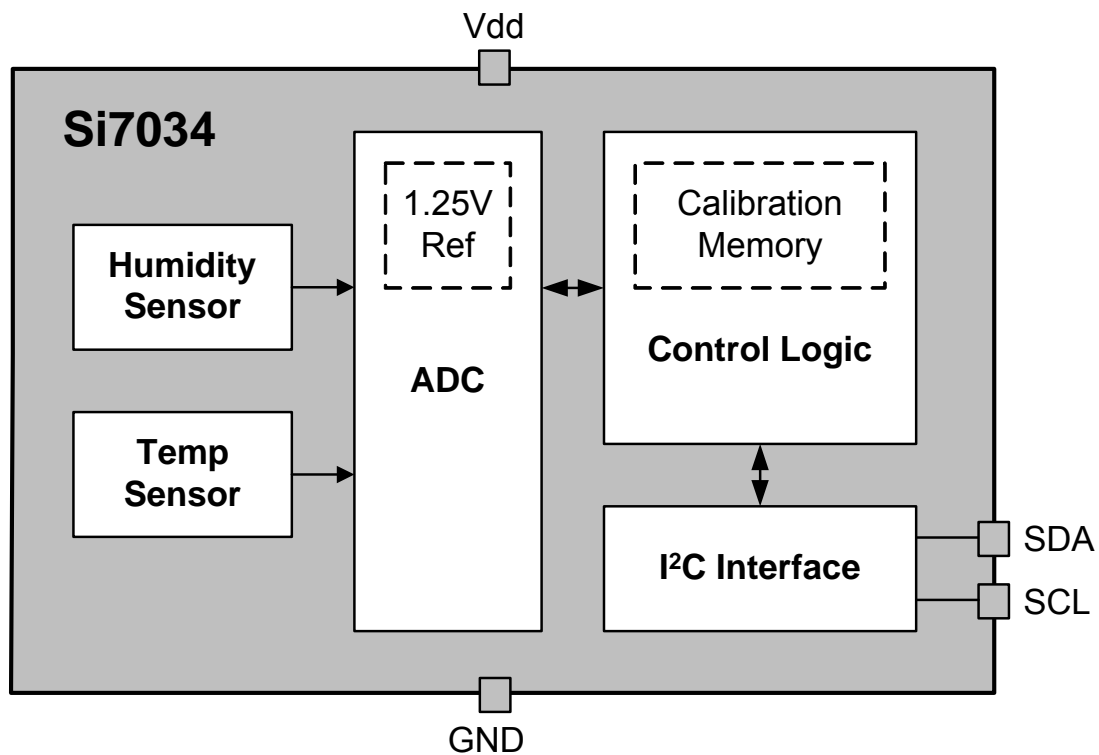 Vdd
Si7034
1.25V
Ref
Calibration
Memory
Humidity
Sensor
ADC
Control Logic
Temp
Sensor
I²C Interface
SDA
SCL
GND